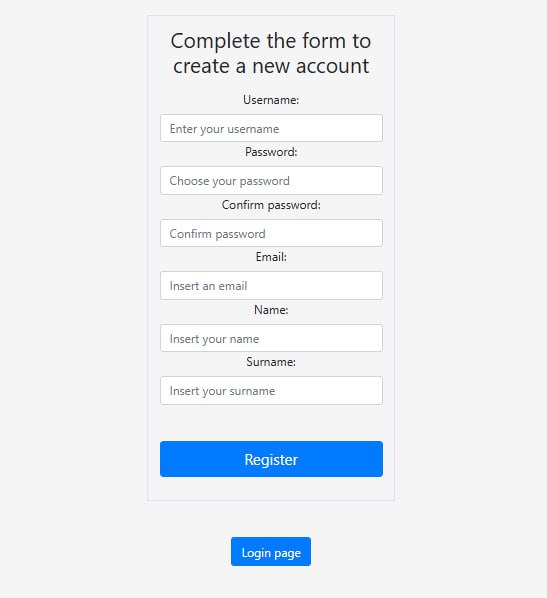 Complete the form to
create a new account
Username:
Enter your username
Password:
Choose your password
Confirm password:
Confirm password
Email:
Insert an email
Name:
Insert your name
Surname:
Insert your surname
Register
Login page